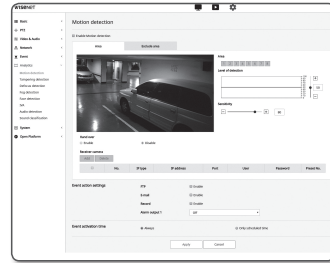 WISENET
Basic
PTZ
Video & Audio
Network
Event
Analytics
Motion detection
Tampering detection
Defocus detection
Fog detection
Face detection
IVA
Audio detection
Sound classification
System
Open Platform
Motion detection
Enable Motion detection
Area
Exclude area
Area
Level of detection
Sensitivity
Handover
Enable
Disable
Receiver camera
Add
Delete
No.
IP type
IP address
Port
User
Password
Preset No.
Event action settings
FTP
Enable
E-mail
Enable
Record
Enable
Alarm output 1
Off
Event activation time
Always
Only scheduled time
Apply
Cancel